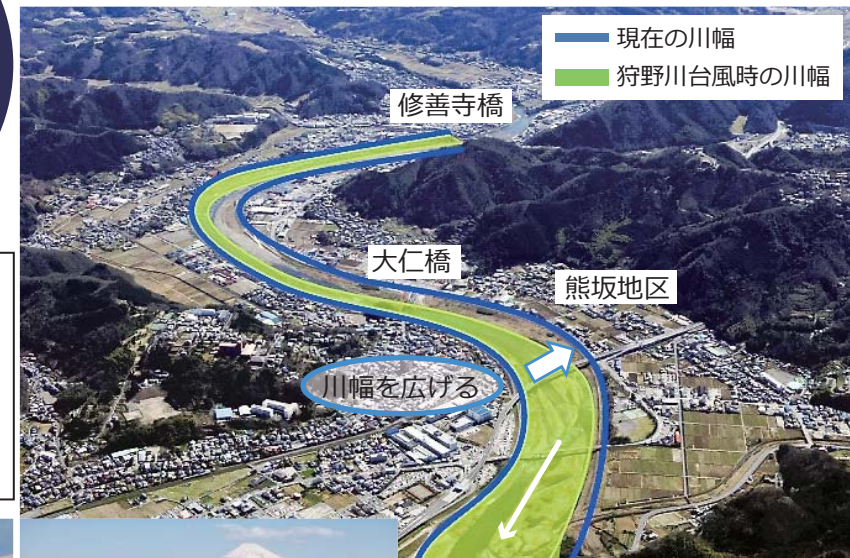 現在の川幅
狩野川台風時の川幅
修善寺橋
大仁橋
熊坂地区
川幅を広げる